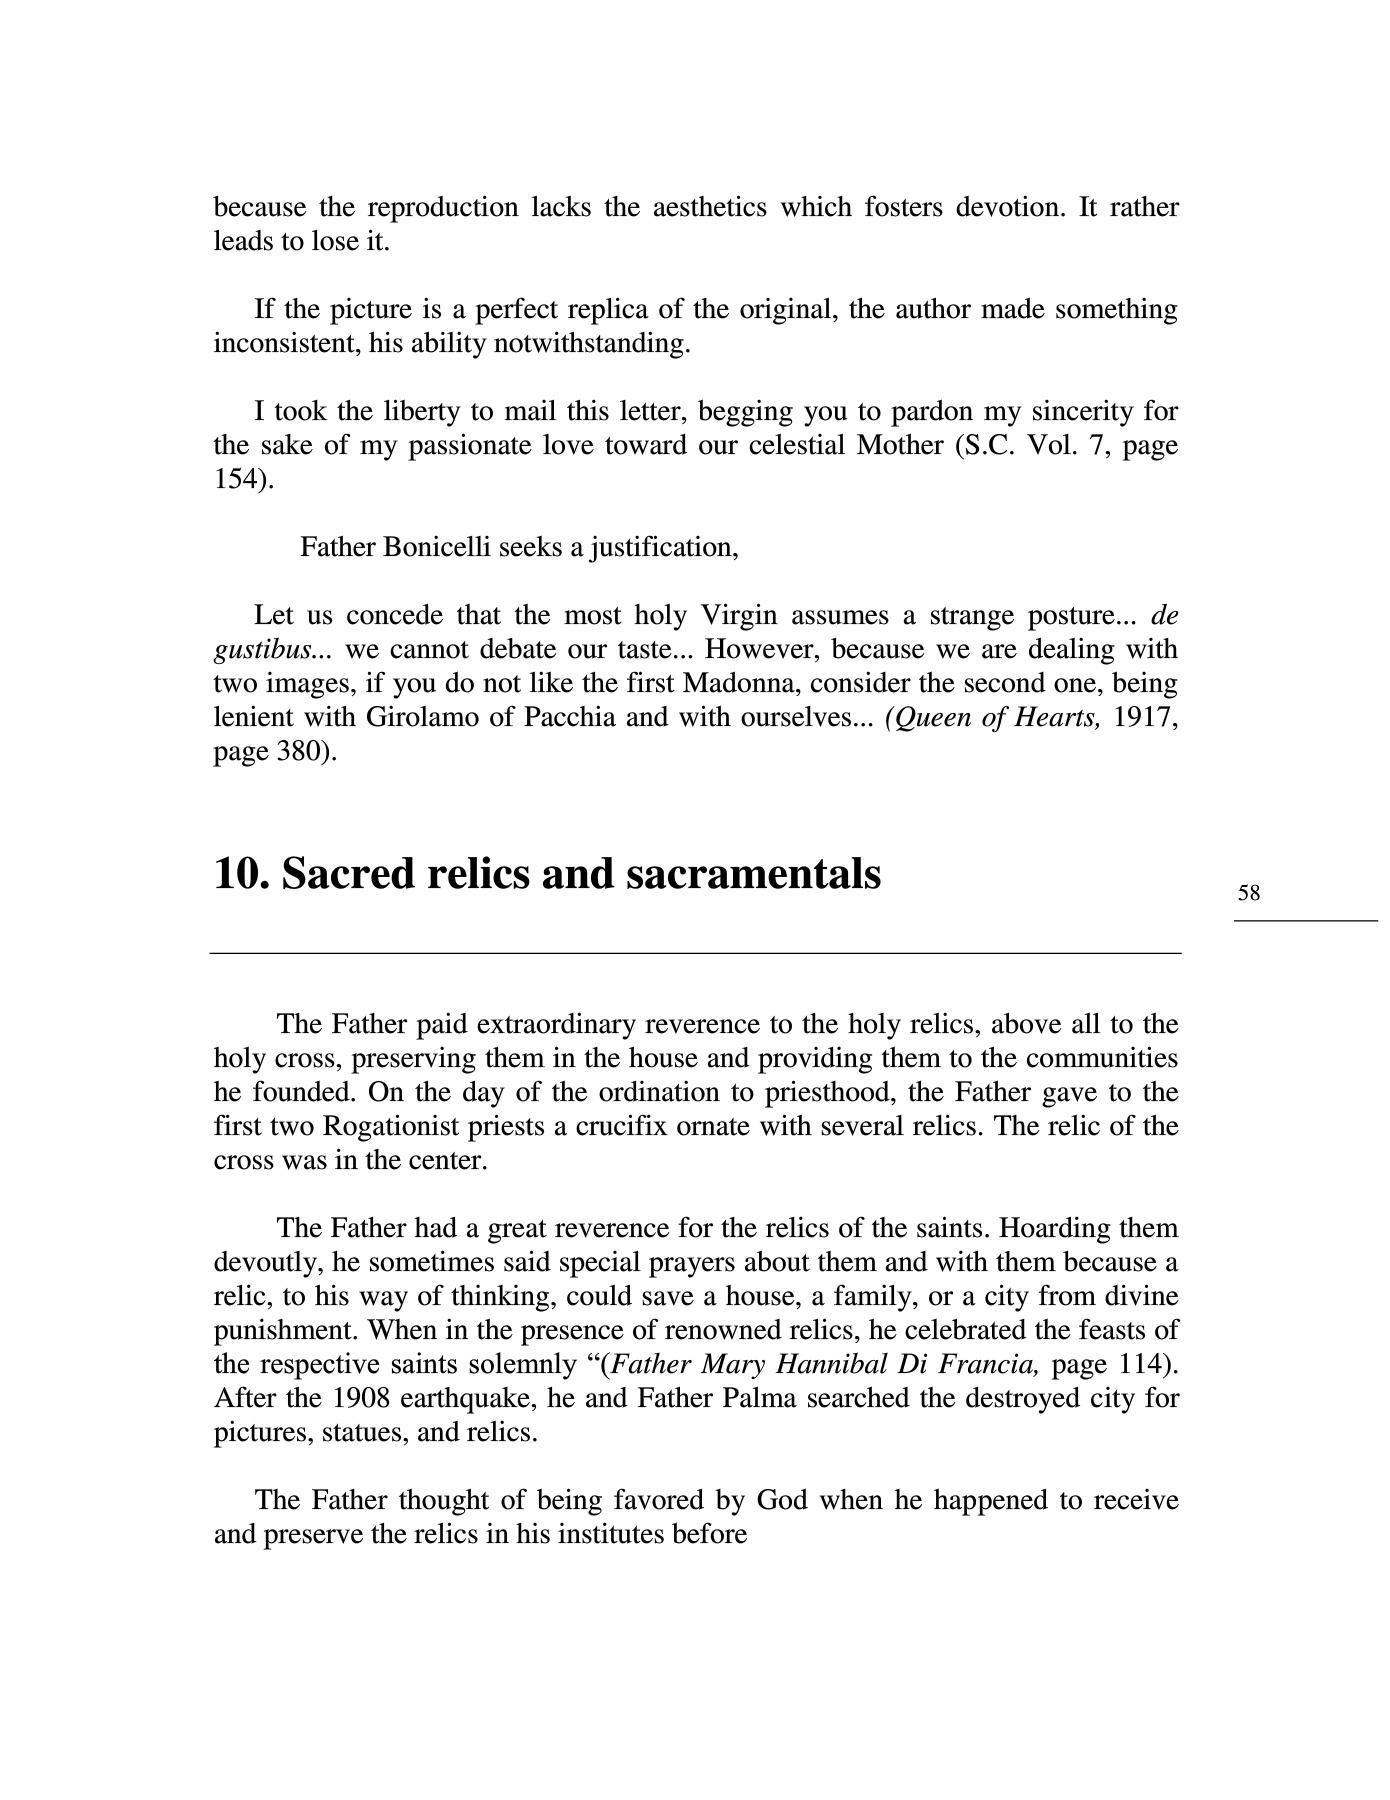 because the reproduction lacks the aesthetics which fosters devotion. It rather
leads to lose it.
If the picture is a perfect replica of the original, the author made something
inconsistent, his ability notwithstanding.
I took the liberty to mail this letter, begging you to pardon my sincerity for
the sake of my passionate love toward our celestial Mother (S.C. Vol. 7, page
154).
Father Bonicelli seeks a justification,
Let us concede that the most holy Virgin assumes a strange posture... de
gustibus... we cannot debate our taste... However, because we are dealing with
two images, if you do not like the first Madonna, consider the second one, being
lenient with Girolamo of Pacchia and with ourselves... (Queen of Hearts, 1917,
page 380).
10. Sacred relics and sacramentals
58
The Father paid extraordinary reverence to the holy relics, above all to the
holy cross, preserving them in the house and providing them to the communities
he founded. On the day of the ordination to priesthood, the Father gave to the
first two Rogationist priests a crucifix ornate with several relics. The relic of the
cross was in the center.
The Father had a great reverence for the relics of the saints. Hoarding them
devoutly, he sometimes said special prayers about them and with them because a
relic, to his way of thinking, could save a house, a family, or a city from divine
punishment. When in the presence of renowned relics, he celebrated the feasts of
the respective saints solemnly “(Father Mary Hannibal Di Francia, page 114).
After the 1908 earthquake, he and Father Palma searched the destroyed city for
pictures, statues, and relics.
The Father thought of being favored by God when he happened to receive
and preserve the relics in his institutes before